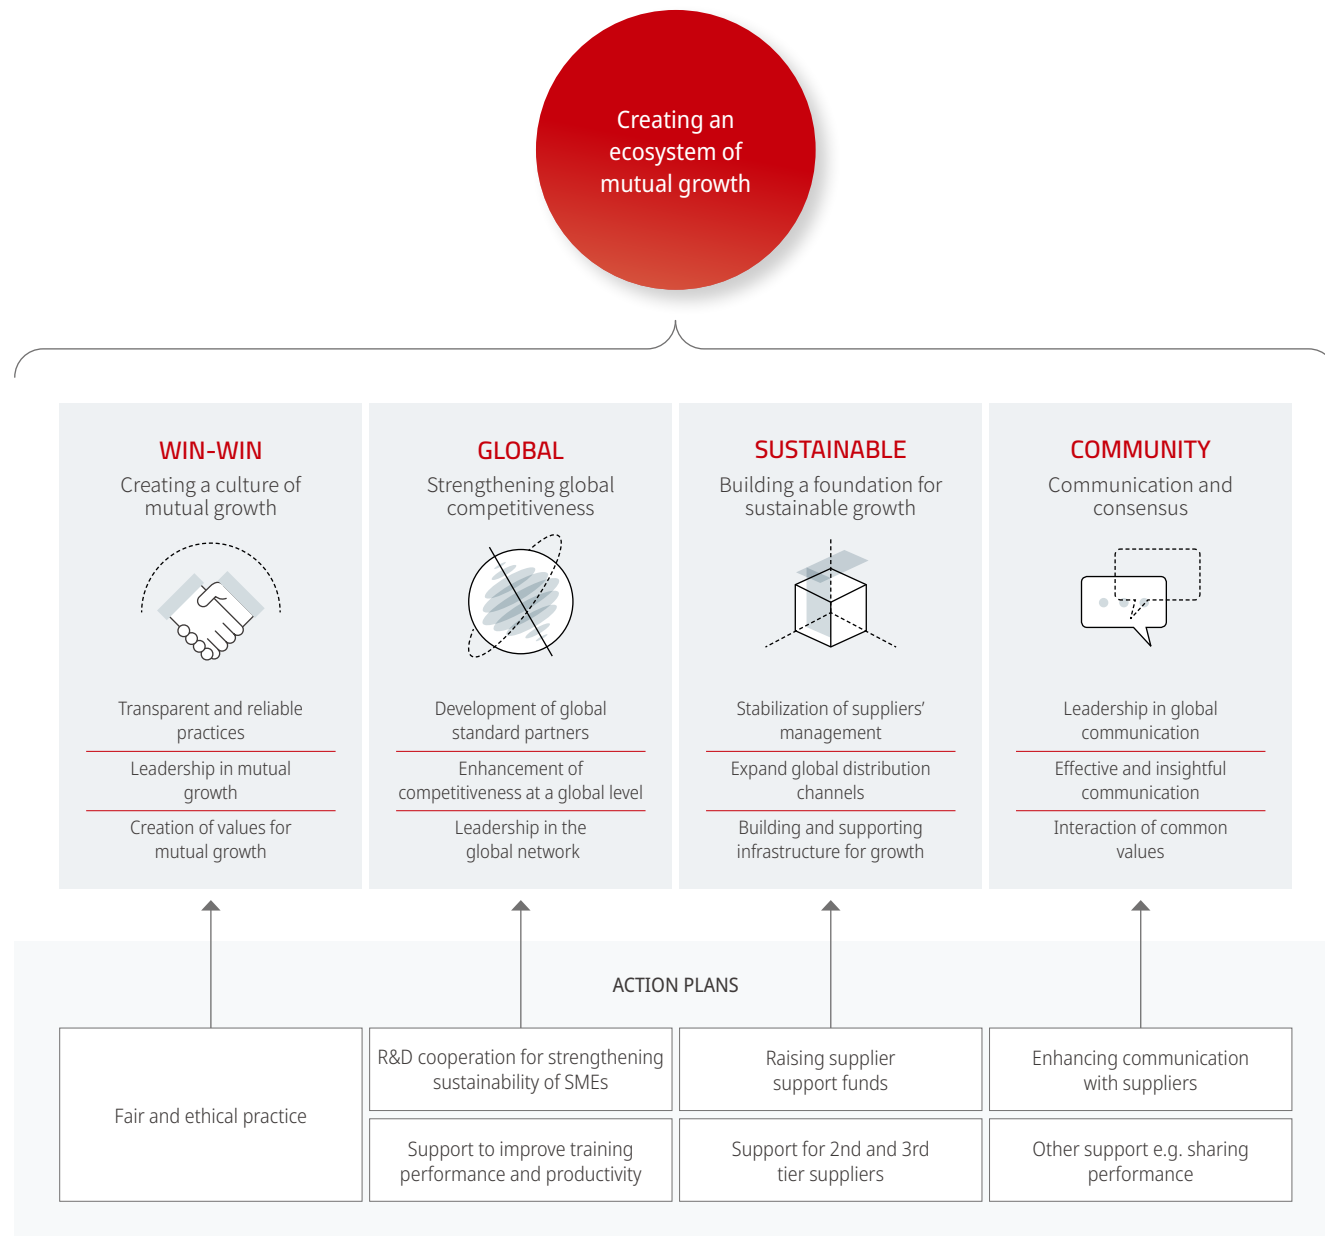 Creating an
ecosystem of
mutual growth
WIN-WIN
Creating a culture of
mutual growth
Transparent and reliable
practices
Leadership in mutual
growth
Creation of values for
mutual growth
GLOBAL
Strengthening global
competitiveness
Development of global
standard partners
Enhancement of
competitiveness at a global level
Leadership in the
global network
SUSTAINABLE
Building a foundation for
sustainable growth
Stabilization of suppliers’
management
Expand global distribution
channels
Building and supporting
infrastructure for growth
COMMUNITY
Communication and
consensus
Leadership in global
communication
Effective and insightful
communication
Interaction of common
values
ACTION PLANS
Fair and ethical practice
R&D cooperation for strengthening
sustainability of SMEs
Support to improve training
performance and productivity
Raising supplier
support funds
Support for 2nd and 3rd
tier suppliers
Enhancing communication
with suppliers
Other support e.g. sharing
performance